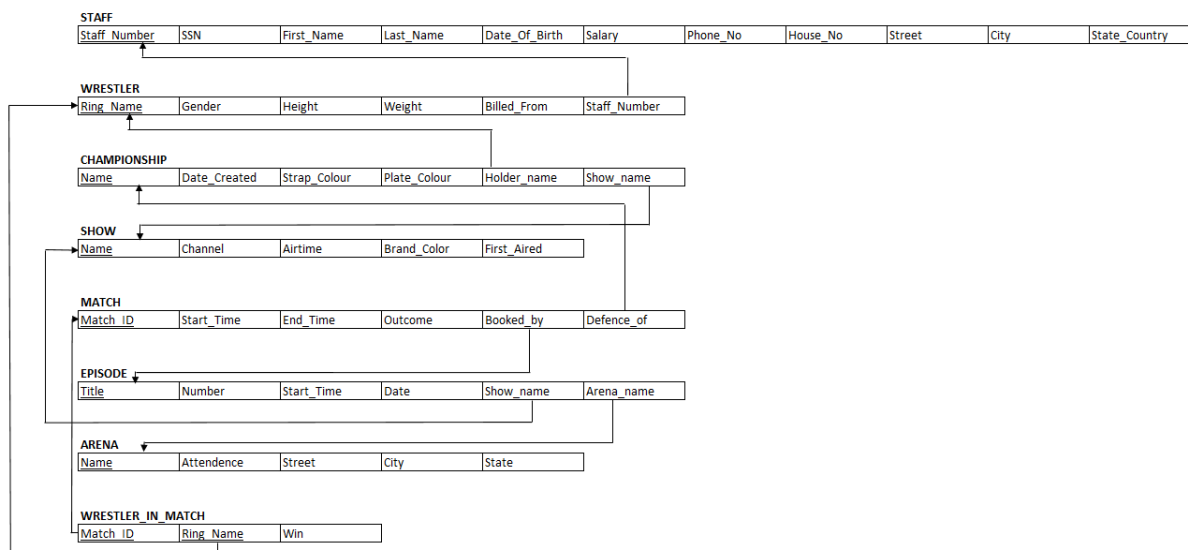 STAFF
Staff_Number SSN First_Name Last_Name Date_Of_Birth Salary Phone_No House_No Street City State_Country
WRESTLER
Ring_Name Gender Height Weight Billed_From Staff_Number
CHAMPIONSHIP
Name Date_Created Strap_Colour Plate_Colour Holder_name Show_name
SHOW
Name Channel Airtime Brand_Color First_Aired
MATCH
Match_ID Start_Time End_Time Outcome Booked_by Defence_of
EPISODE
Title Number Start_Time Date Show_name Arena_name
ARENA
Name Attendence Street City State
WRESTLER_IN_MATCH
Match_ID Ring_Name Win